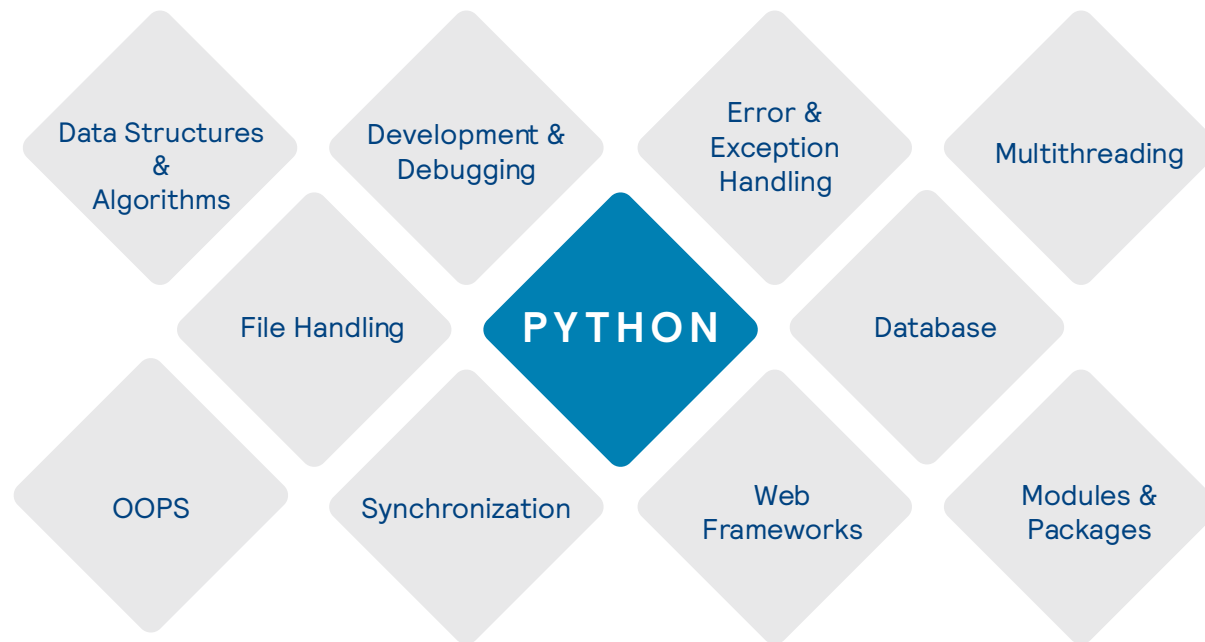 Data Structures
&
Algorithms
Development &
Debugging
Error &
Exception
Handling
Multithreading
File Handling
PYTHON
Database
OOPS
Synchronization
Web
Frameworks
Modules &
Packages